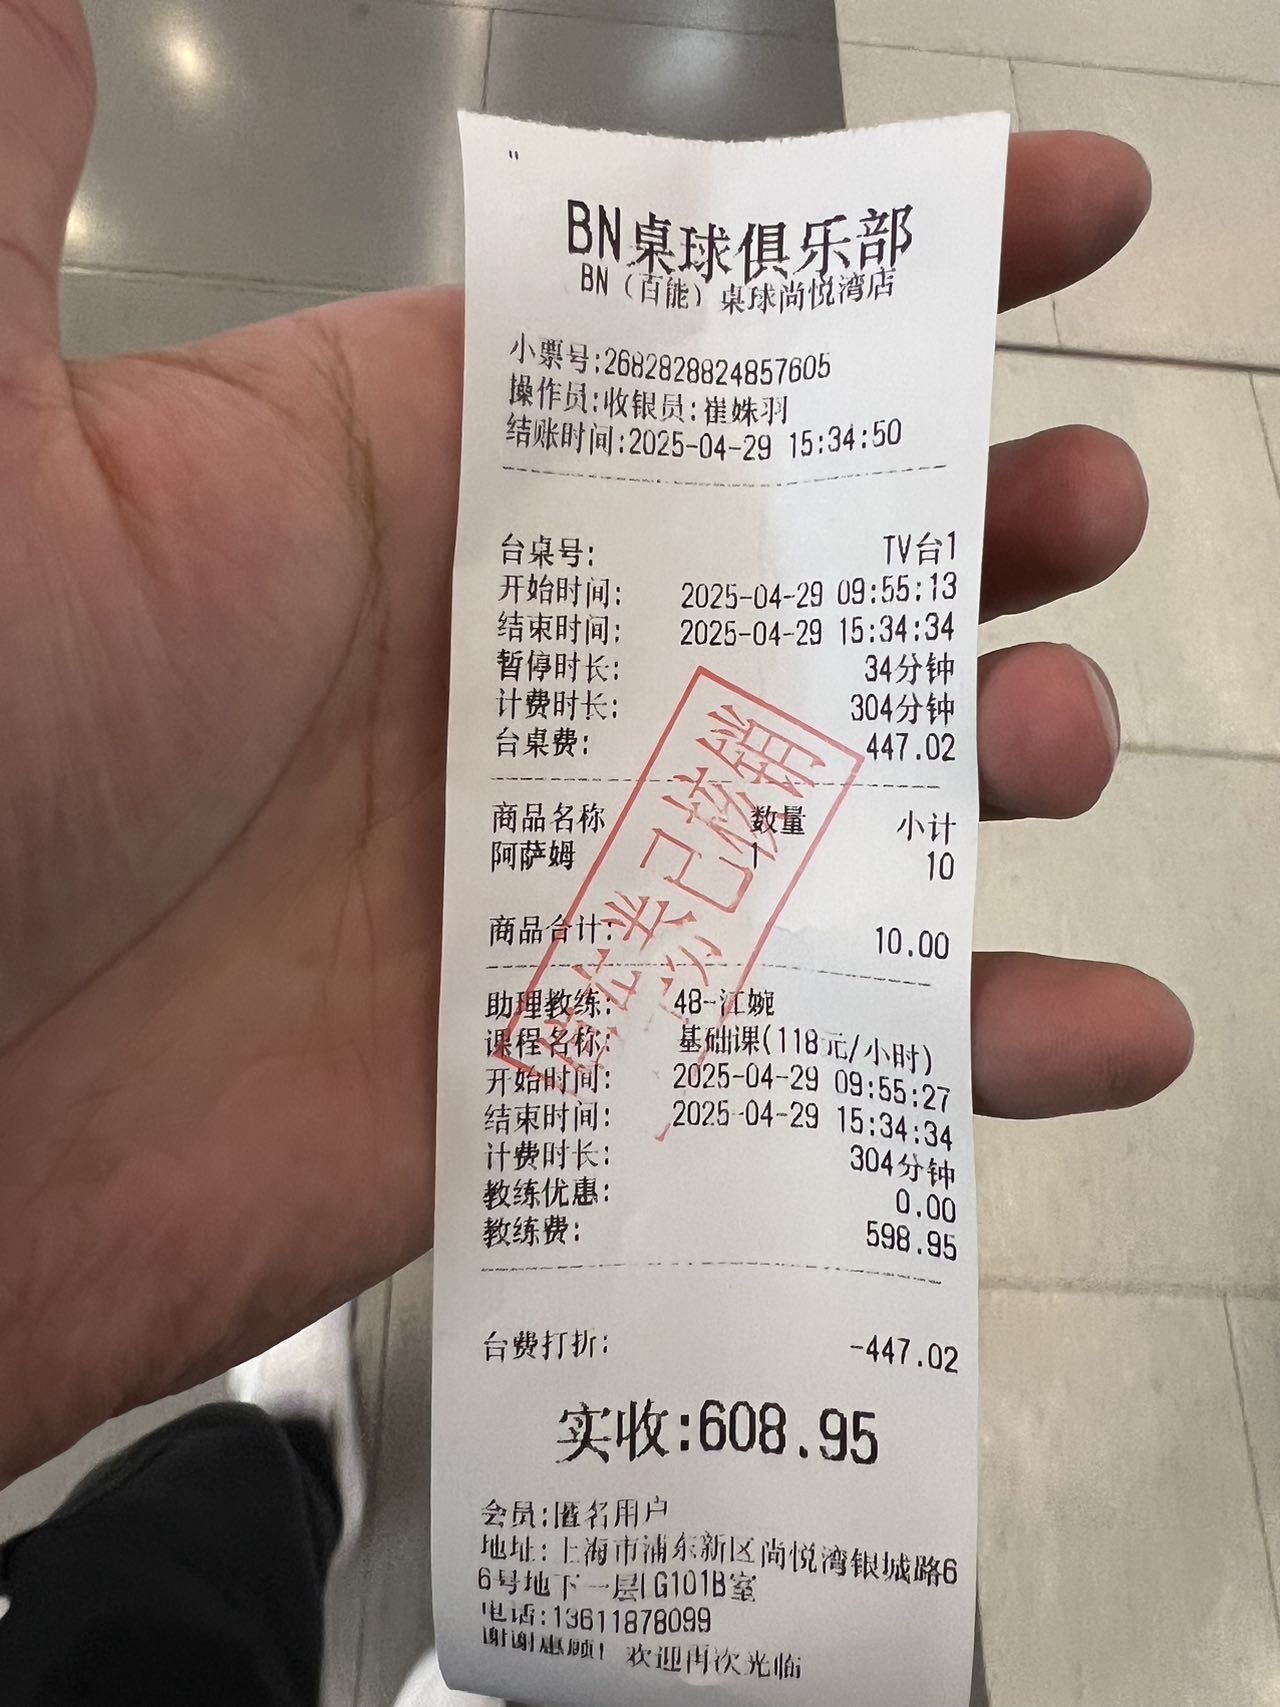 "
BN桌球俱乐部
BN（百能）桌球尚悦湾店
小票号:2682828824857605
操作员:收银员:崔姝羽
结账时间:2025-04-29 15:34:50
台桌号: TV台1
开始时间: 2025-04-29 09:55:13
结束时间: 2025-04-29 15:34:34
暂停时长: 34分钟
计费时长: 304分钟
台桌费: 447.02
商品名称 数量 小计
阿萨姆 1 10
商品合计: 10.00
助理教练: 48-江婉
课程名称: 基础课(118元/小时)
开始时间: 2025-04-29 09:55:27
结束时间: 2025-04-29 15:34:34
计费时长: 304分钟
教练优惠: 0.00
教练费: 598.95
台费打折: -447.02
实收:608.95
会员:匿名用户
地址:上海市浦东新区尚悦湾银城路6
6号地下一层LG101B室
电话:13611878099
谢谢惠顾! 欢迎再次光临
已核销